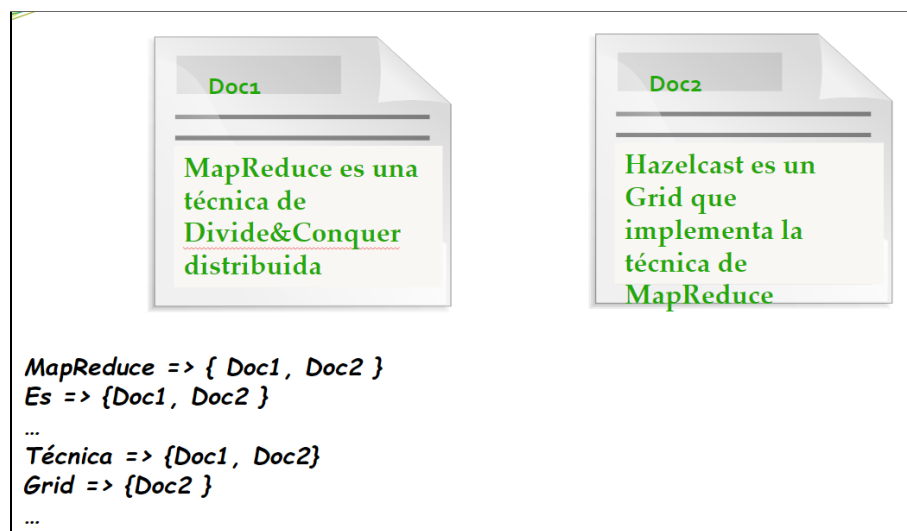 Doc1
MapReduce es una
técnica de
Divide&Conquer
distribuida
Doc2
Hazelcast es un
Grid que
implementa la
técnica de
MapReduce
MapReduce => { Doc1, Doc2 }
Es => {Doc1, Doc2 }
…
Técnica => {Doc1, Doc2}
Grid => {Doc2 }
…